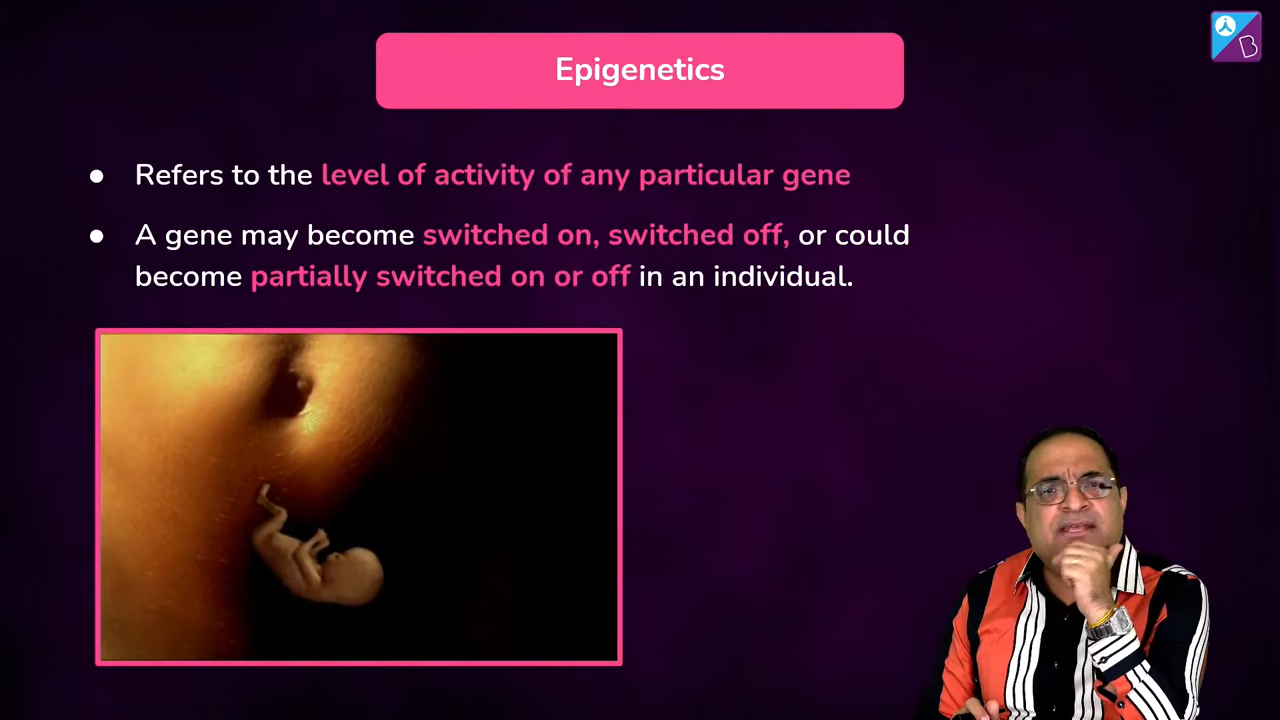 Epigenetics
● Refers to the level of activity of any particular gene
● A gene may become switched on, switched off, or could
become partially switched on or off in an individual.
B